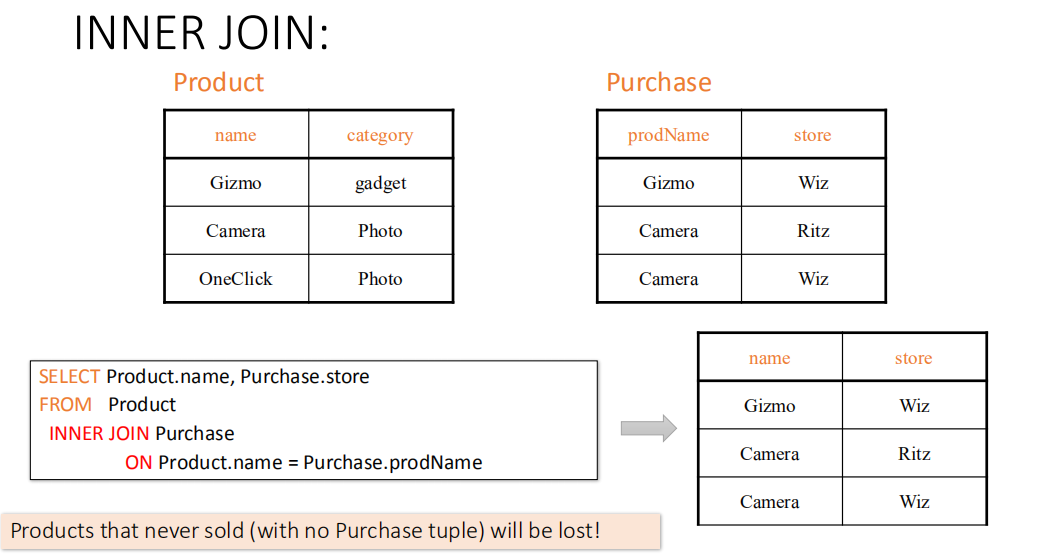 INNER JOIN:
Product
name category
Gizmo gadget
Camera Photo
OneClick Photo
Purchase
prodName store
Gizmo Wiz
Camera Ritz
Camera Wiz
SELECT Product.name, Purchase.store
FROM Product
INNER JOIN Purchase
ON Product.name = Purchase.prodName
name store
Gizmo Wiz
Camera Ritz
Camera Wiz
Products that never sold (with no Purchase tuple) will be lost!